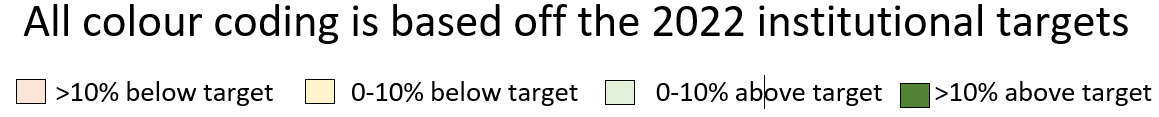 All colour coding is based off the 2022 institutional targets
>10% below target 0-10% below target 0-10% above target >10% above target